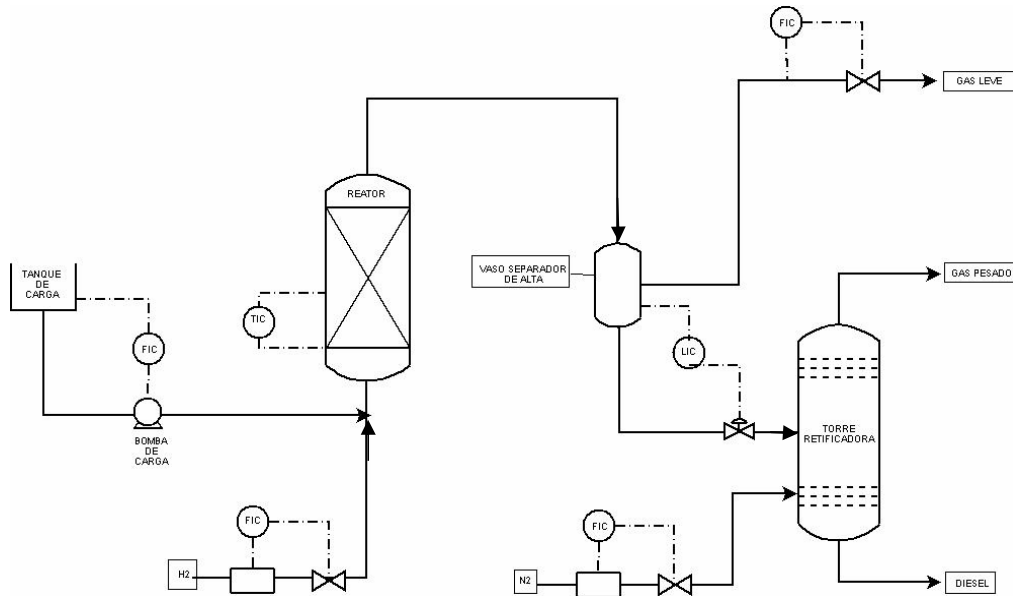 FIC
GAS LEVE
REATOR
TANQUE
DE
CARGA
VASO SEPARADOR
DE ALTA
GAS PESADO
TIC
FIC
LIC
BOMBA
DE
CARGA
TORRE
RETIFICADORA
FIC
FIC
H2
N2
DIESEL